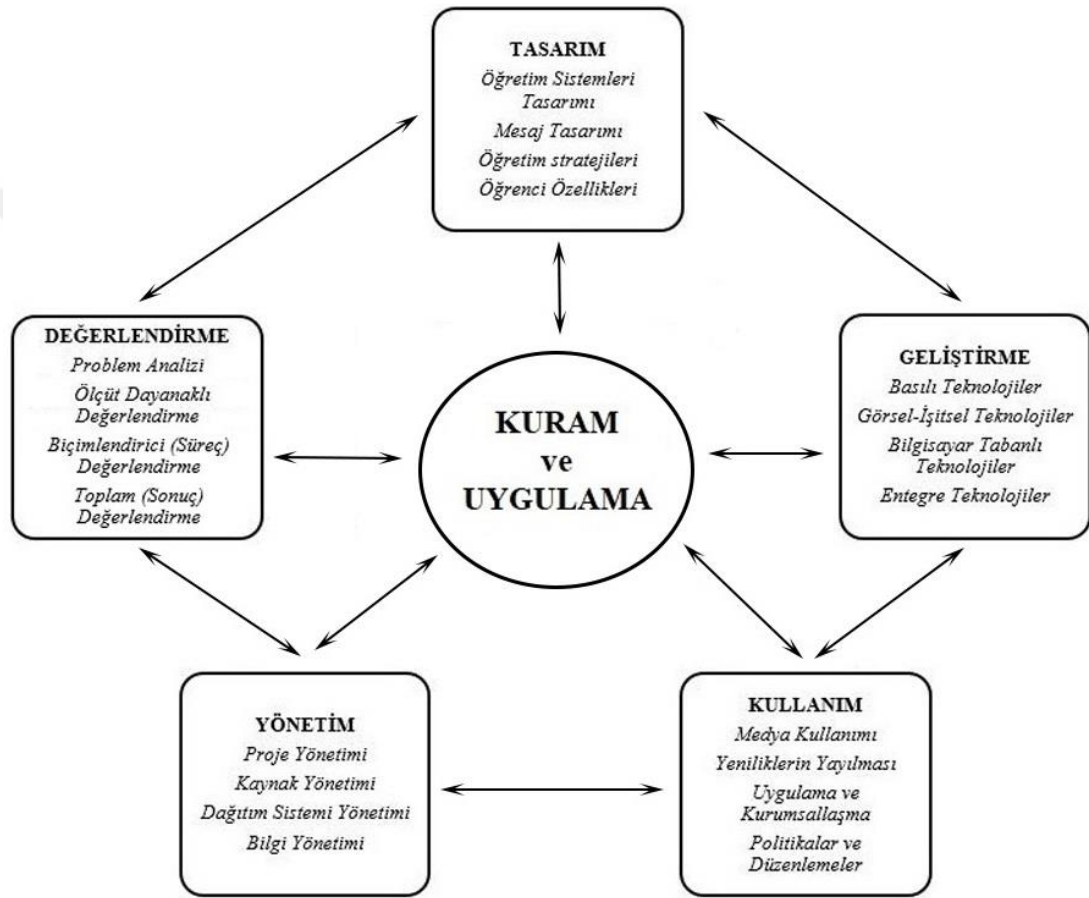 TASARIM
Öğretim Sistemleri
Tasarımı
Mesaj Tasarımı
Öğretim stratejileri
Öğrenci Özellikleri
DEĞERLENDİRME
Problem Analizi
Ölçüt Dayanaklı
Değerlendirme
Biçimlendirici (Süreç)
Değerlendirme
Toplam (Sonuç)
Değerlendirme
KURAM
ve
UYGULAMA
GELİŞTİRME
Basılı Teknolojiler
Görsel-İşitsel Teknolojiler
Bilgisayar Tabanlı
Teknolojiler
Entegre Teknolojiler
YÖNETİM
Proje Yönetimi
Kaynak Yönetimi
Dağıtım Sistemi Yönetimi
Bilgi Yönetimi
KULLANIM
Medya Kullanımı
Yeniliklerin Yayılması
Uygulama ve
Kurumsallaşma
Politikalar ve
Düzenlemeler